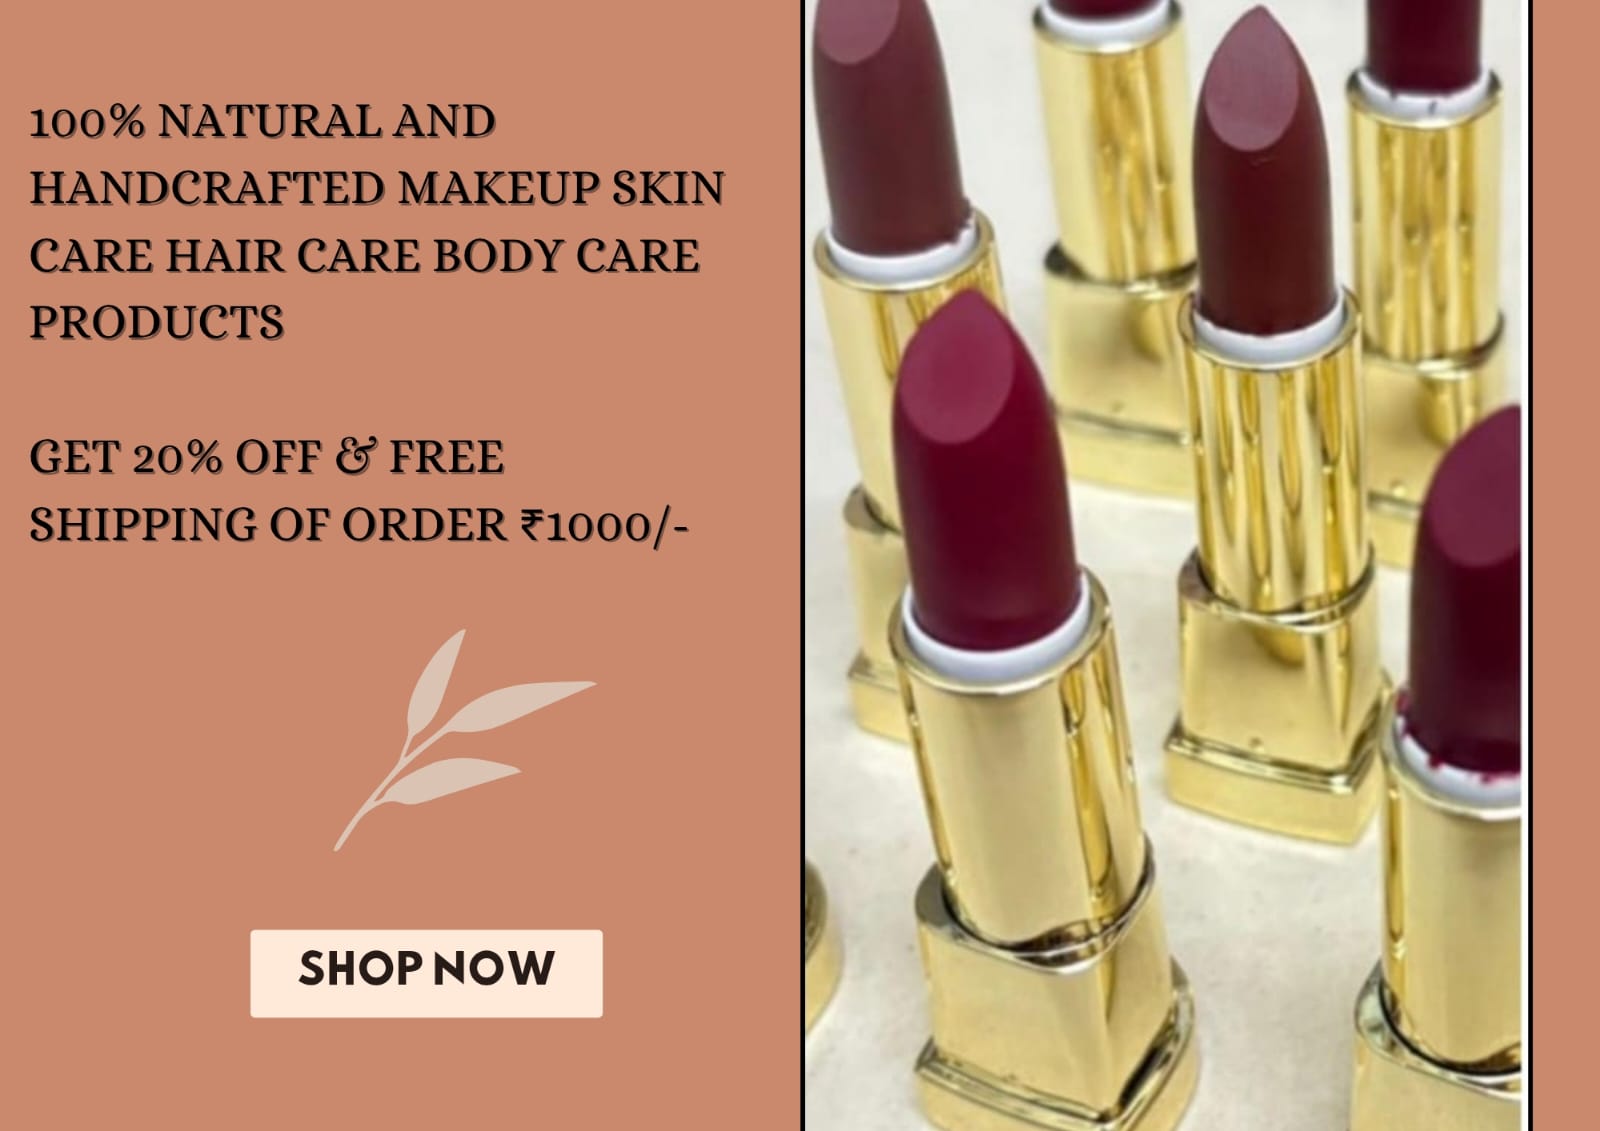 100% NATURAL AND
HANDCRAFTED MAKEUP SKIN
CARE HAIR CARE BODY CARE
PRODUCTS
GET 20% OFF & FREE
SHIPPING OF ORDER ₹1000/-
SHOP NOW